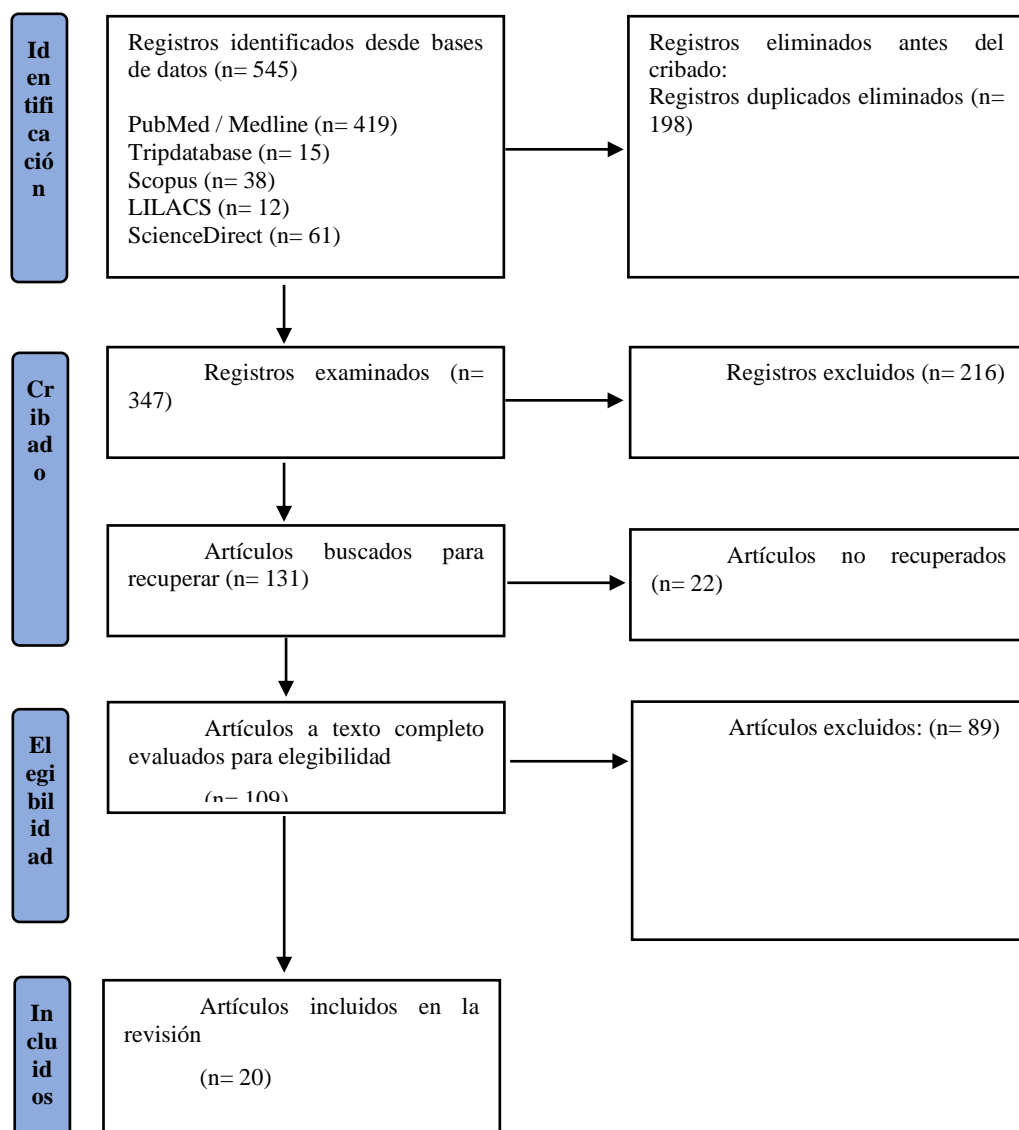 Id
en
tifi
ca
ció
n
Registros identificados desde bases
de datos (n= 545)
PubMed / Medline (n= 419)
Tripdatabase (n= 15)
Scopus (n= 38)
LILACS (n= 12)
ScienceDirect (n= 61)
Registros eliminados antes del
cribado:
Registros duplicados eliminados (n=
198)
Cr
ib
ad
o
Registros examinados (n=
347)
Registros excluidos (n= 216)
Artículos buscados para
recuperar (n= 131)
Artículos no recuperados
(n= 22)
El
egi
bil
id
ad
Artículos a texto completo
evaluados para elegibilidad
(n= 109)
Artículos excluidos: (n= 89)
In
clu
id
os
Artículos incluidos en la
revisión
(n= 20)